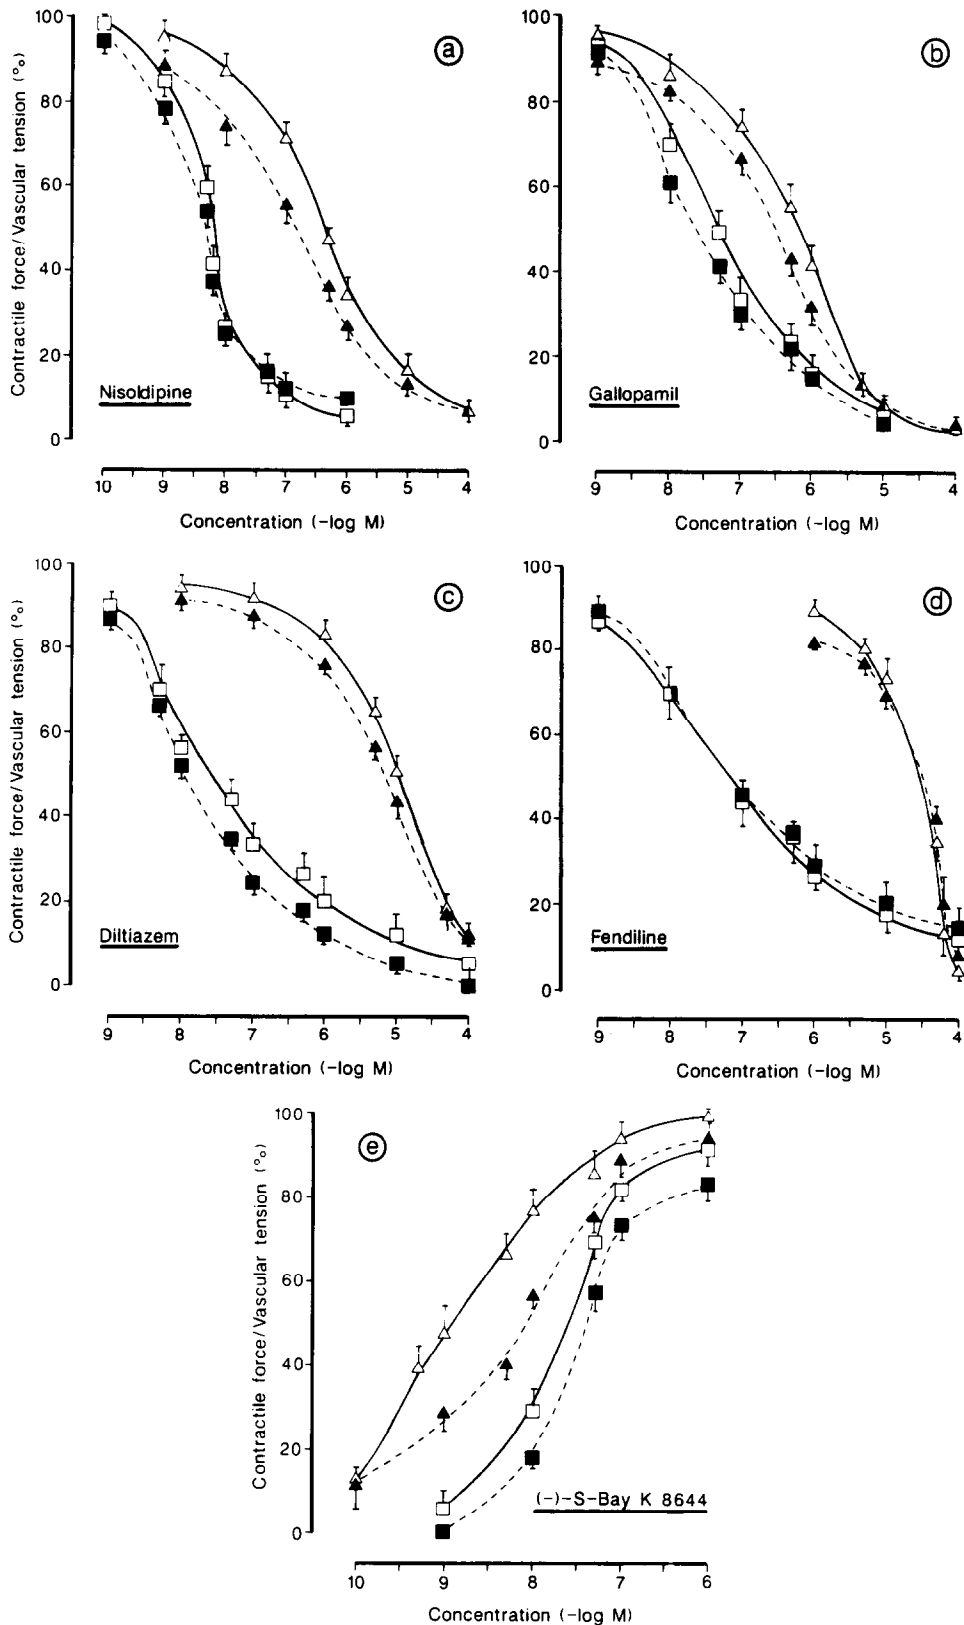 100
80
60
40
20
0
Contractile force/Vascular tension (%)
ⓐ
Nisoldipine
10 9 8 7 6 5 4
Concentration (-log M)
100
80
60
40
20
0
ⓑ
Gallopamil
9 8 7 6 5 4
Concentration (-log M)
100
80
60
40
20
0
Contractile force/Vascular tension (%)
ⓒ
Diltiazem
9 8 7 6 5 4
Concentration (-log M)
100
80
60
40
20
0
ⓓ
Fendiline
9 8 7 6 5 4
Concentration (-log M)
100
80
60
40
20
0
Contractile force/Vascular tension (%)
ⓔ
(-)-S-Bay K 8644
10 9 8 7 6
Concentration (-log M)